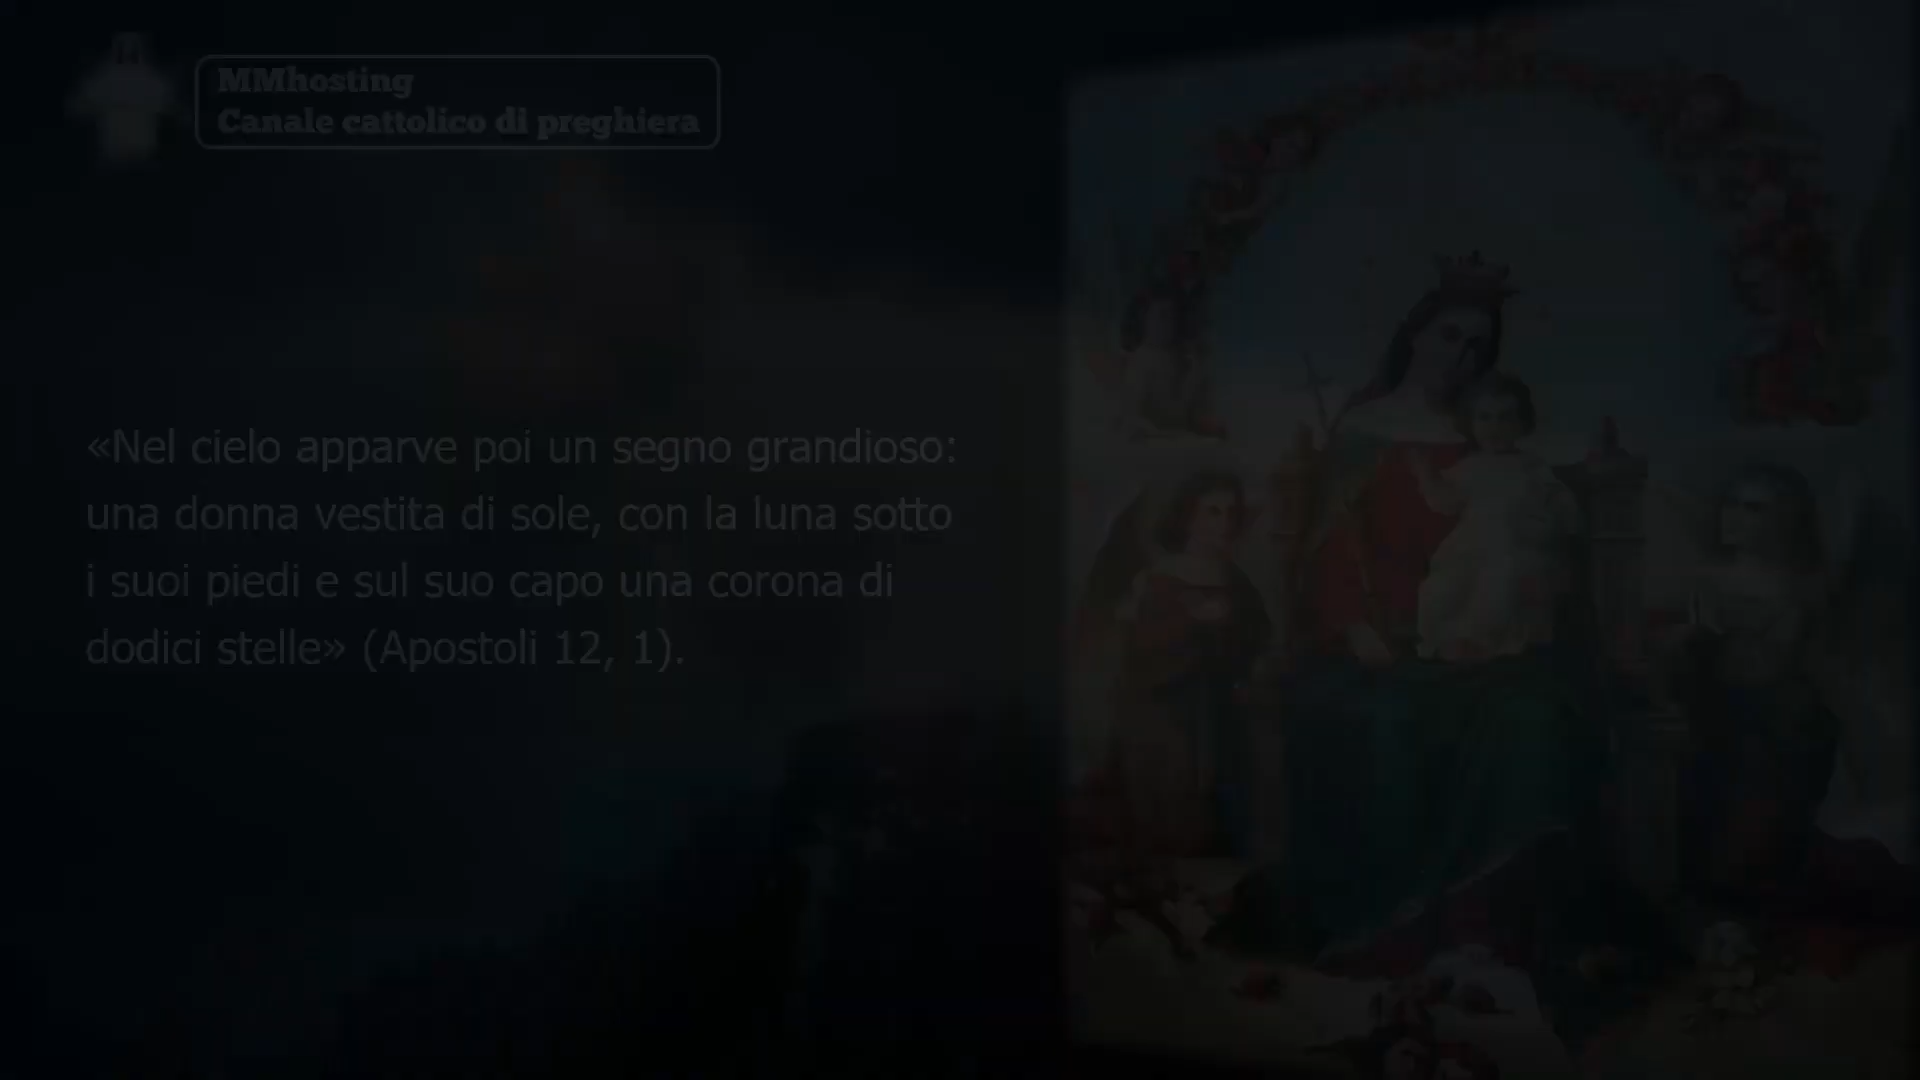 MMhosting
Canale cattolico di preghiera
«Nel cielo apparve poi un segno grandioso:
una donna vestita di sole, con la luna sotto
i suoi piedi e sul suo capo una corona di
dodici stelle» (Apostoli 12, 1).